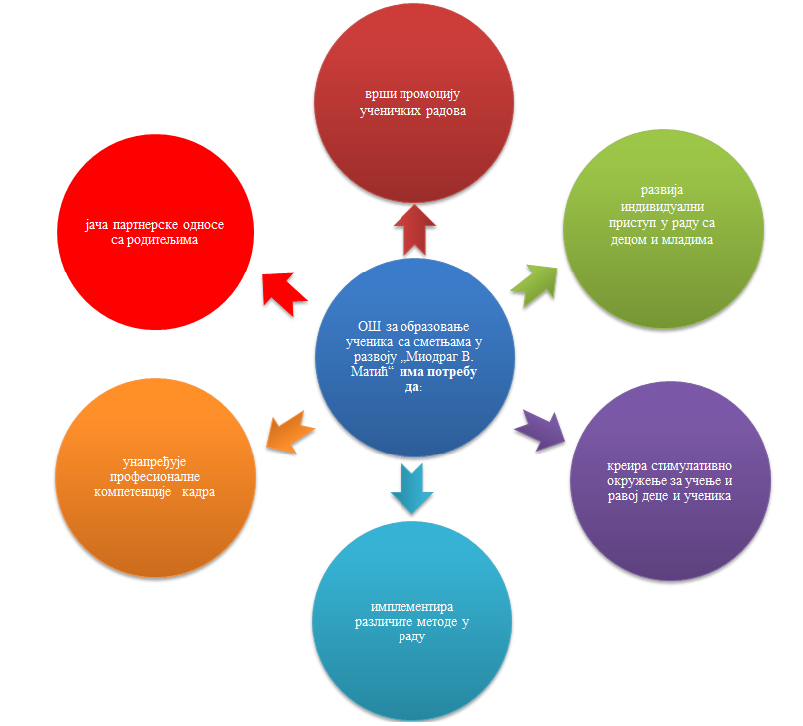 врши промоцију
ученичких радова
развија
индивидуални
приступ у раду са
децом и младима
јача партнерске односе
са родитељима
ОШ за образовање
ученика са сметњама у
развоју „Миодраг В.
Матић“ има потребу
да:
унапређује
професионалне
компетенције кадра
креира стимулативно
окружење за учење и
равој деце и ученика
имплементира
различите методе у
раду